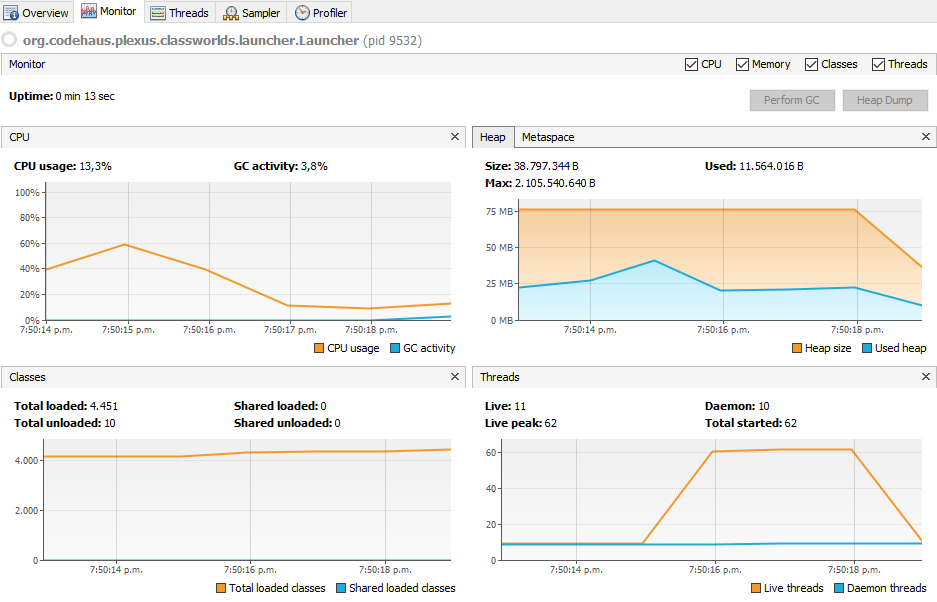 Overview Monitor Threads Sampler Profiler
org.codehaus.plexus.classworlds.launcher.Launcher (pid 9532)
Monitor CPU Memory Classes Threads
Uptime: 0 min 13 sec Perform GC Heap Dump
CPU
CPU usage: 13,3% GC activity: 3,8%
100%
80%
60%
40%
20%
0%
7:50:14 p.m. 7:50:15 p.m. 7:50:16 p.m. 7:50:17 p.m. 7:50:18 p.m.
CPU usage GC activity
Heap Metaspace
Size: 38.797.344 B Used: 11.564.016 B
Max: 2.105.540.640 B
75 MB
50 MB
25 MB
0 MB
7:50:14 p.m. 7:50:16 p.m. 7:50:18 p.m.
Heap size Used heap
Classes
Total loaded: 4.451 Shared loaded: 0
Total unloaded: 10 Shared unloaded: 0
4.000
2.000
0
7:50:14 p.m. 7:50:16 p.m. 7:50:18 p.m.
Total loaded classes Shared loaded classes
Threads
Live: 11 Daemon: 10
Live peak: 62 Total started: 62
60
40
20
0
7:50:14 p.m. 7:50:16 p.m. 7:50:18 p.m.
Live threads Daemon threads